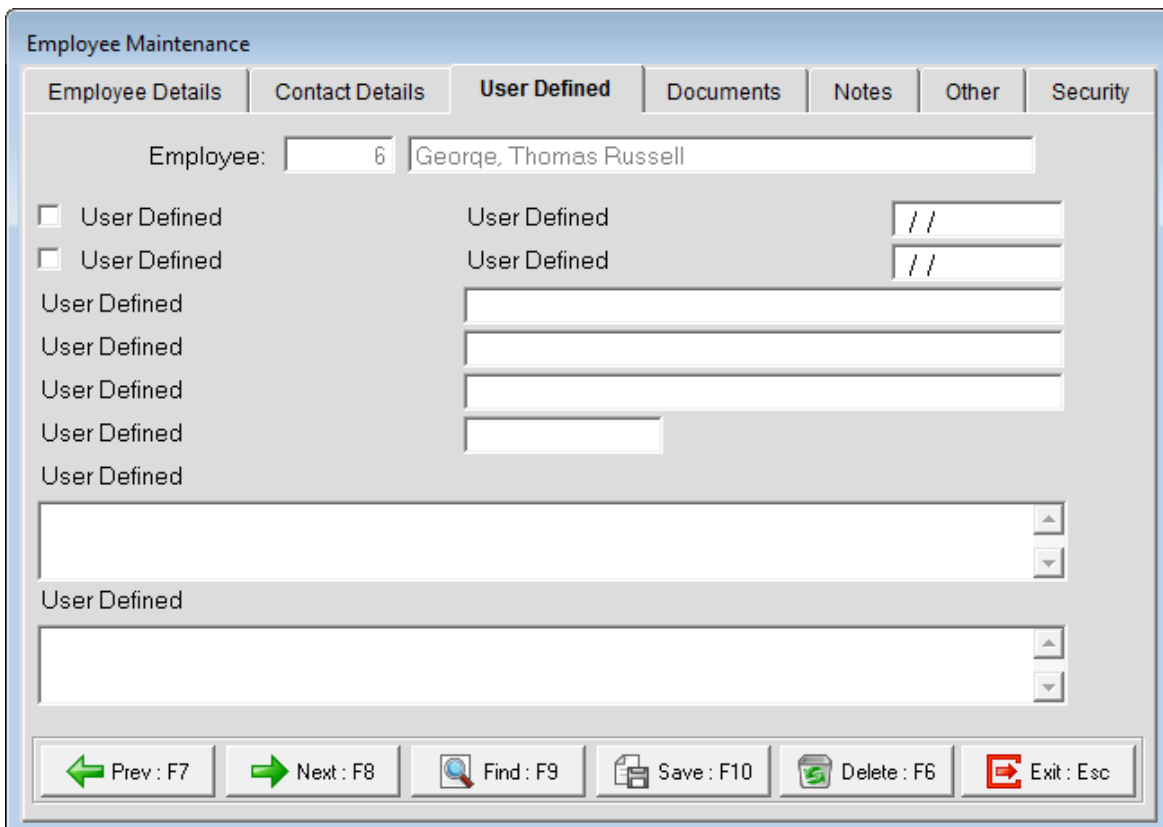 Employee Maintenance
Employee Details Contact Details User Defined Documents Notes Other Security
Employee: 6 George, Thomas Russell
User Defined User Defined / /
User Defined User Defined / /
User Defined
User Defined
User Defined
User Defined
User Defined
User Defined
Prev : F7 Next : F8 Find : F9 Save : F10 Delete : F6 Exit : Esc